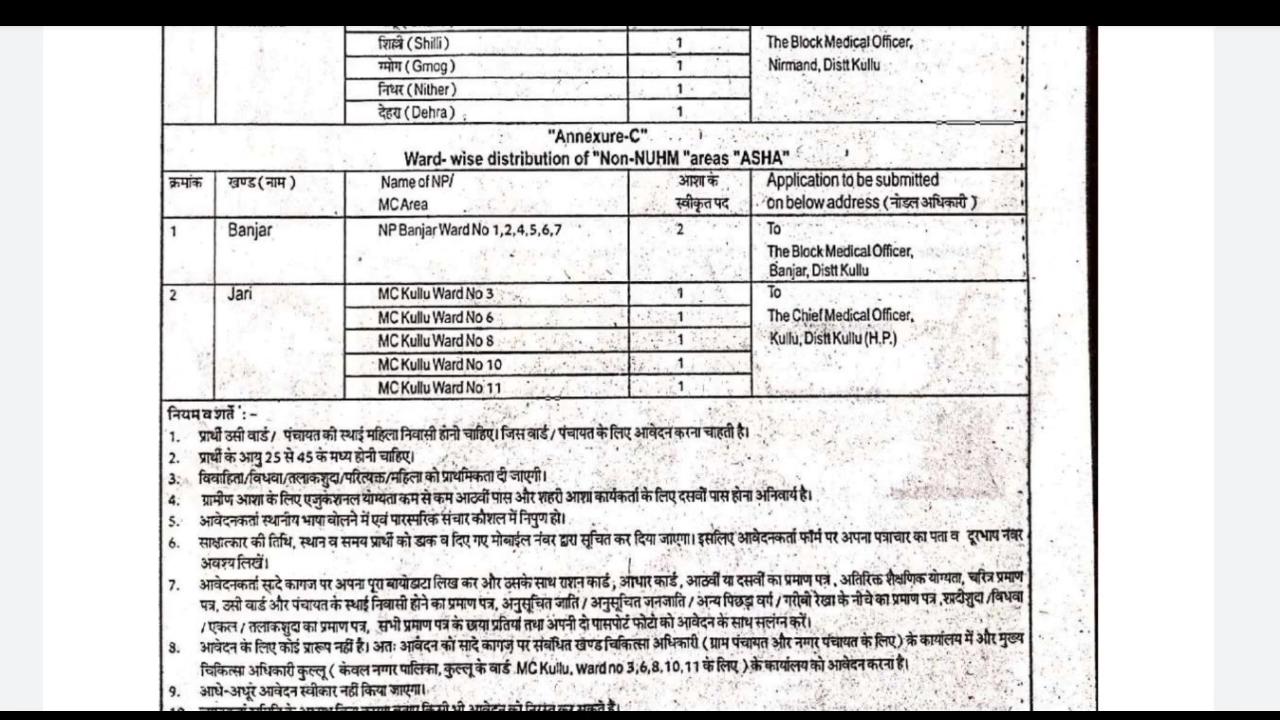 शिल्ली (Shilli) 1 The Block Medical Officer,
ग्मोग (Gmog) 1 Nirmand, Distt Kullu
निथर (Nither) 1
देहरा (Dehra) 1
"Annexure-C"
Ward- wise distribution of "Non-NUHM "areas "ASHA"
क्रमांक खण्ड (नाम) Name of NP/ आशा के Application to be submitted
MC Area स्वीकृत पद on below address (नोडल अधिकारी)
1 Banjar NP Banjar Ward No 1,2,4,5,6,7 2 To
The Block Medical Officer,
Banjar, Distt Kullu
2 Jari MC Kullu Ward No 3 1 To
MC Kullu Ward No 6 1 The Chief Medical Officer,
MC Kullu Ward No 8 1 Kullu, Distt Kullu (H.P.)
MC Kullu Ward No 10 1
MC Kullu Ward No 11 1
नियम व शर्तें :-
1. प्रार्थी उसी वार्ड / पंचायत की स्थाई महिला निवासी होनी चाहिए। जिस वार्ड / पंचायत के लिए आवेदन करना चाहती है।
2. प्रार्थी के आयु 25 से 45 के मध्य होनी चाहिए।
3. विवाहिता/विधवा/तलाकशुदा/परित्यक्त/महिला को प्राथमिकता दी जाएगी।
4. ग्रामीण आशा के लिए एजुकेशनल योग्यता कम से कम आठवीं पास और शहरी आशा कार्यकर्ता के लिए दसवीं पास होना अनिवार्य है।
5. आवेदनकर्ता स्थानीय भाषा बोलने में एवं पारस्परिक संचार कौशल में निपुण हो।
6. साक्षात्कार की तिथि, स्थान व समय प्रार्थी को डाक व दिए गए मोबाईल नंबर द्वारा सूचित कर दिया जाएगा। इसलिए आवेदनकर्ता फॉर्म पर अपना पत्राचार का पता व दूरभाष नंबर
अवश्य लिखें।
7. आवेदनकर्ता सादे कागज पर अपना पूरा बायोडाटा लिख कर और उसके साथ राशन कार्ड, आधार कार्ड, आठवीं या दसवीं का प्रमाण पत्र, अतिरिक्त शैक्षणिक योग्यता, चरित्र प्रमाण
पत्र, उसी वार्ड और पंचायत के स्थाई निवासी होने का प्रमाण पत्र, अनुसूचित जाति / अनुसूचित जनजाति / अन्य पिछड़ा वर्ग / गरीबी रेखा के नीचे का प्रमाण पत्र, शादीशुदा /विधवा
/ एकल / तलाकशुदा का प्रमाण पत्र, सभी प्रमाण पत्र के छाया प्रतियां तथा अपनी दो पासपोर्ट फोटो को आवेदन के साथ सलंग्न करें।
8. आवेदन के लिए कोई प्रारूप नहीं है। अतः आवेदन को सादे कागज पर संबंधित खण्ड चिकित्सा अधिकारी (ग्राम पंचायत और नगर पंचायत के लिए) के कार्यालय में और मुख्य
चिकित्सा अधिकारी कुल्लू (केवल नगर पालिका, कुल्लू के वार्ड MC Kullu, ward no 3,6,8,10,11 के लिए) के कार्यालय को आवेदन करना है।
9. आधे-अधूरे आवेदन स्वीकार नहीं किया जाएगा।